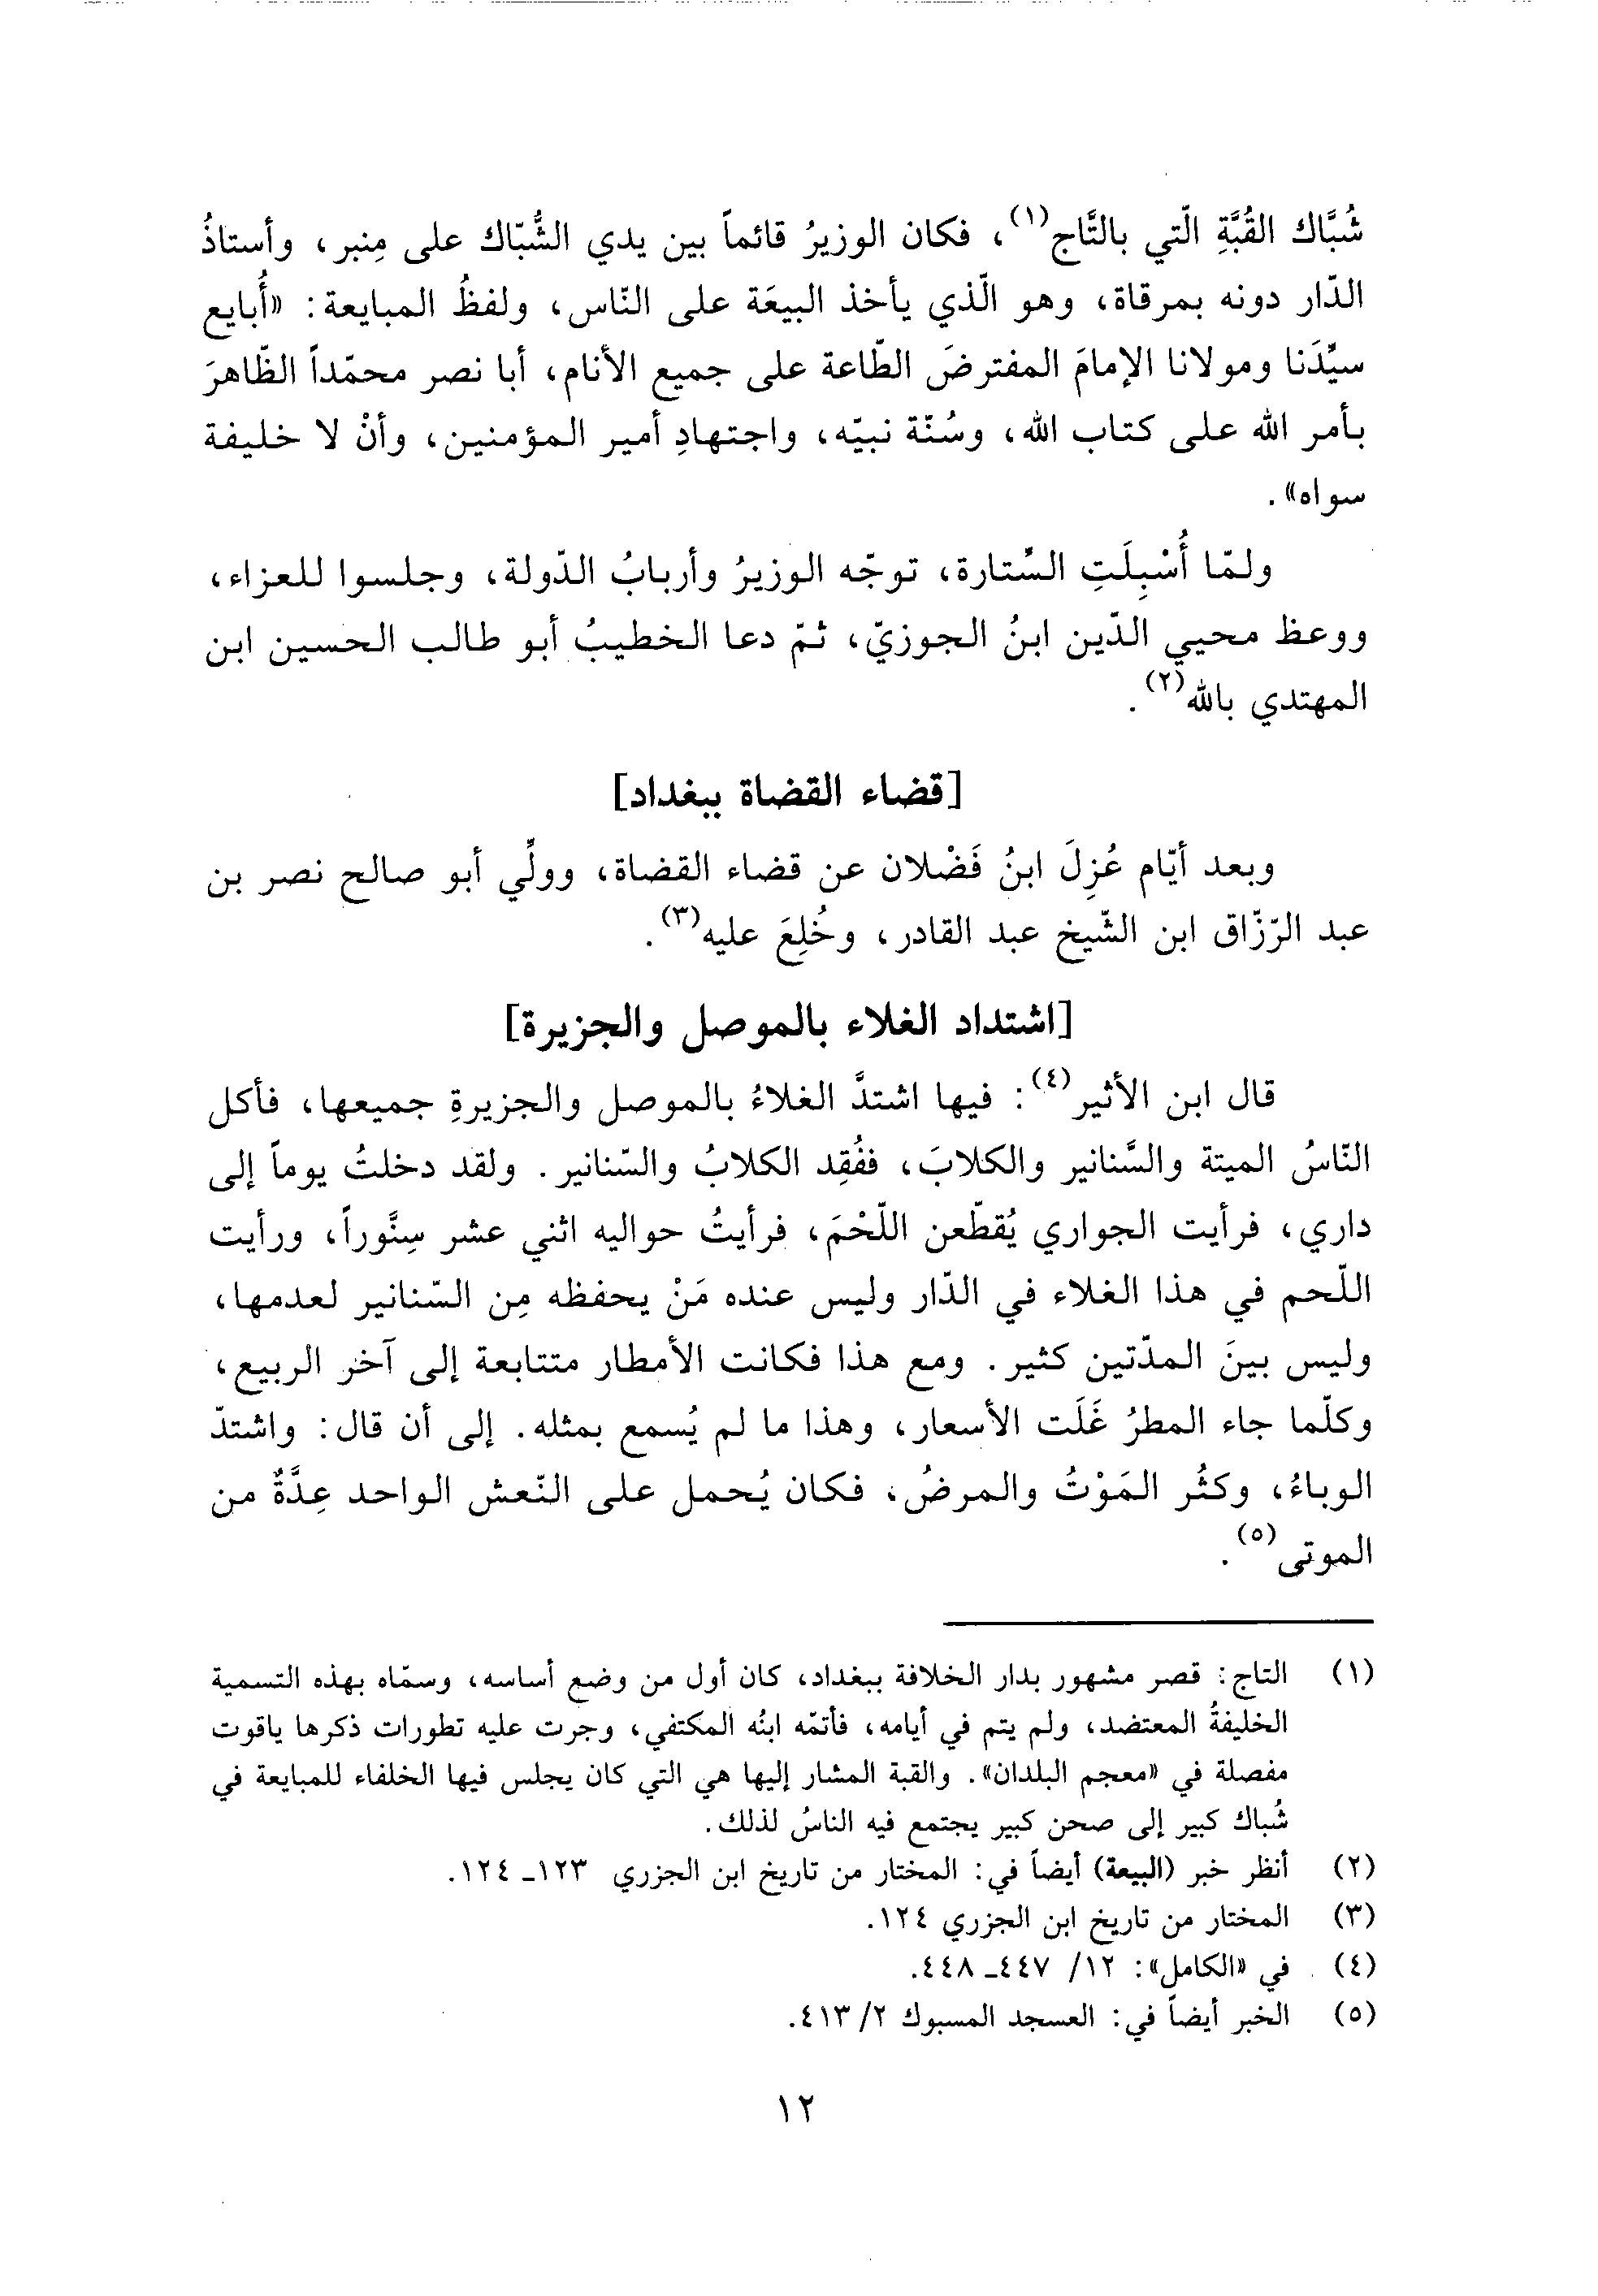 شُبَّاك القُبَّةِ الّتي بالتَّاج(١)، فكان الوزيرُ قائماً بين يدي الشُّبّاك على مِنبر، وأستاذُ
الدّار دونه بمرقاة، وهو الّذي يأخذ البيعَة على النّاس، ولفظُ المبايعة: «أُبايع
سيِّدَنا ومولانا الإمامَ المفترضَ الطّاعة على جميع الأنام، أبا نصر محمّداً الظّاهرَ
بأمر الله على كتاب الله، وسُنّة نبيّه، واجتهادِ أمير المؤمنين، وأنْ لا خليفة
سواه».
ولمّا أُسْبِلَتِ السِّتارة، توجّه الوزيرُ وأربابُ الدّولة، وجلسوا للعزاء،
ووعظ محيي الدّين ابنُ الجوزيّ، ثمّ دعا الخطيبُ أبو طالب الحسين ابن
المهتدي بالله(٢).
[قضاء القضاة ببغداد]
وبعد أيّام عُزِلَ ابنُ فَضْلان عن قضاء القضاة، وولِّي أبو صالح نصر بن
عبد الرّزّاق ابن الشّيخ عبد القادر، وخُلِعَ عليه(٣).
[اشتداد الغلاء بالموصل والجزيرة]
قال ابن الأثير(٤): فيها اشتدَّ الغلاءُ بالموصل والجزيرةِ جميعها، فأكل
النّاسُ الميتة والسَّنانير والكلابَ، ففُقِد الكلابُ والسّنانير. ولقد دخلتُ يوماً إلى
داري، فرأيت الجواري يُقطّعن اللّحْمَ، فرأيتُ حواليه اثني عشر سِنَّوراً، ورأيت
اللّحم في هذا الغلاء في الدّار وليس عنده مَنْ يحفظه مِن السّنانير لعدمها،
وليس بينَ المدّتين كثير. ومع هذا فكانت الأمطار متتابعة إلى آخر الربيع،
وكلّما جاء المطرُ غَلَت الأسعار، وهذا ما لم يُسمع بمثله. إلى أن قال: واشتدّ
الوباءُ، وكثُر المَوْتُ والمرضُ، فكان يُحمل على النّعش الواحد عِدَّةٌ من
الموتى(٥).
(١) التاج: قصر مشهور بدار الخلافة ببغداد، كان أول من وضع أساسه، وسمّاه بهذه التسمية
الخليفةُ المعتضد، ولم يتم في أيامه، فأتمّه ابنُه المكتفي، وجرت عليه تطورات ذكرها ياقوت
مفصلة في «معجم البلدان». والقبة المشار إليها هي التي كان يجلس فيها الخلفاء للمبايعة في
شُباك كبير إلى صحن كبير يجتمع فيه الناسُ لذلك.
(٢) أنظر خبر (البيعة) أيضاً في: المختار من تاريخ ابن الجزري ١٢٣ـ ١٢٤.
(٣) المختار من تاريخ ابن الجزري ١٢٤.
(٤) في «الكامل»: ١٢/ ٤٤٧ـ ٤٤٨.
(٥) الخبر أيضاً في: العسجد المسبوك ٢/ ٤١٣.
١٢